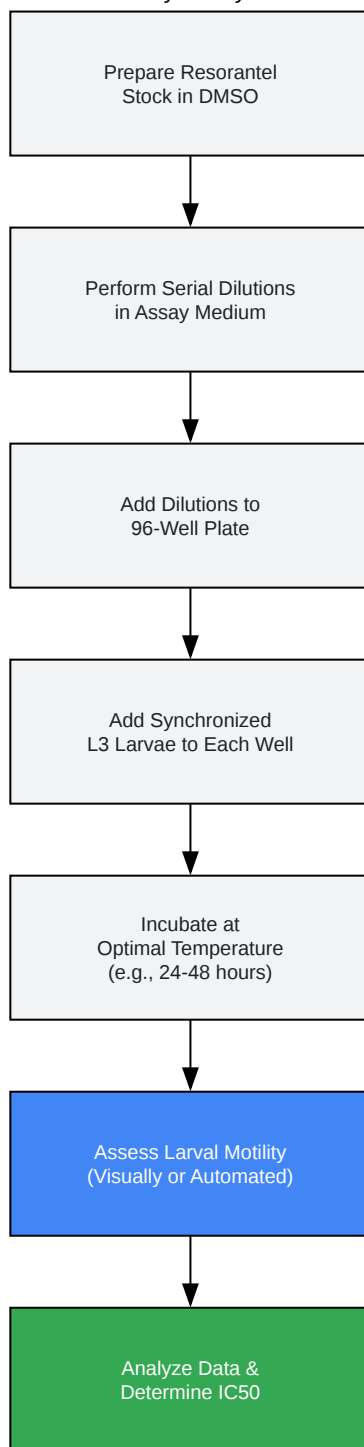 Prepare Resorantel
Stock in DMSO
Perform Serial Dilutions
in Assay Medium
Add Dilutions to
96-Well Plate
Add Synchronized
L3 Larvae to Each Well
Incubate at
Optimal Temperature
(e.g., 24-48 hours)
Assess Larval Motility
(Visually or Automated)
Analyze Data &
Determine IC50